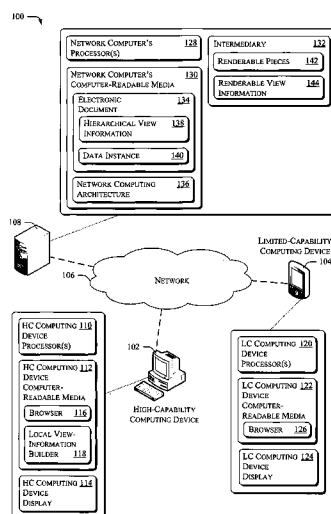 100
NETWORK COMPUTER'S 128
PROCESSOR(S)
NETWORK COMPUTER'S 130
COMPUTER-READABLE MEDIA
ELECTRONIC 134
DOCUMENT
HIERARCHICAL VIEW 138
INFORMATION
DATA INSTANCE 140
NETWORK COMPUTING 136
ARCHITECTURE
INTERMEDIARY 132
RENDERABLE PIECES 142
RENDERABLE VIEW 144
INFORMATION
108
106
NETWORK
LIMITED-CAPABILITY
COMPUTING DEVICE
104
102
HIGH-CAPABILITY
COMPUTING DEVICE
HC COMPUTING 110
DEVICE
PROCESSOR(S)
HC COMPUTING 112
DEVICE
COMPUTER-
READABLE MEDIA
BROWSER 116
LOCAL VIEW-
INFORMATION
BUILDER 118
HC COMPUTING 114
DEVICE
DISPLAY
LC COMPUTING 120
DEVICE
PROCESSOR(S)
LC COMPUTING 122
DEVICE
COMPUTER-
READABLE MEDIA
BROWSER 126
LC COMPUTING 124
DEVICE
DISPLAY